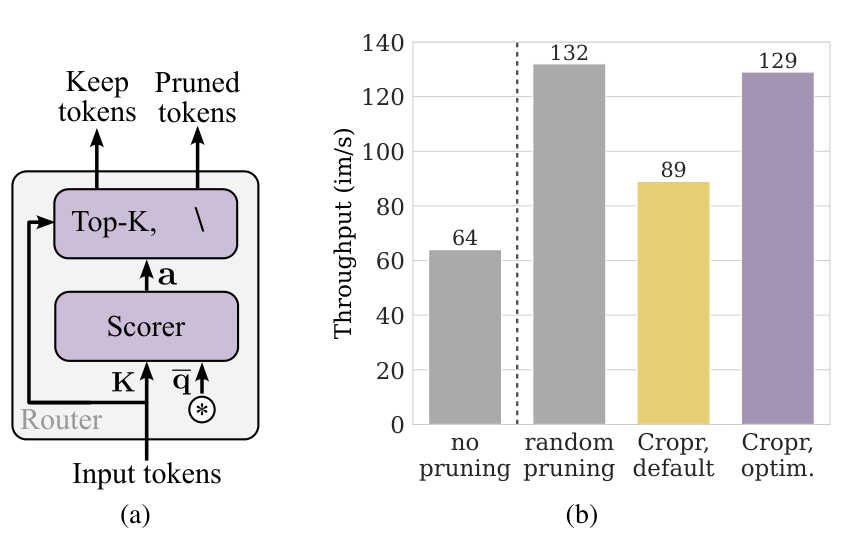 Keep Pruned
tokens tokens
Top-K, \
a
Scorer
K q̅
*
Router
Input tokens
(a)
Throughput (im/s)
140
120
100
80
60
40
20
0
64
132
89
129
no pruning
random pruning
Cropr, default
Cropr, optim.
(b)